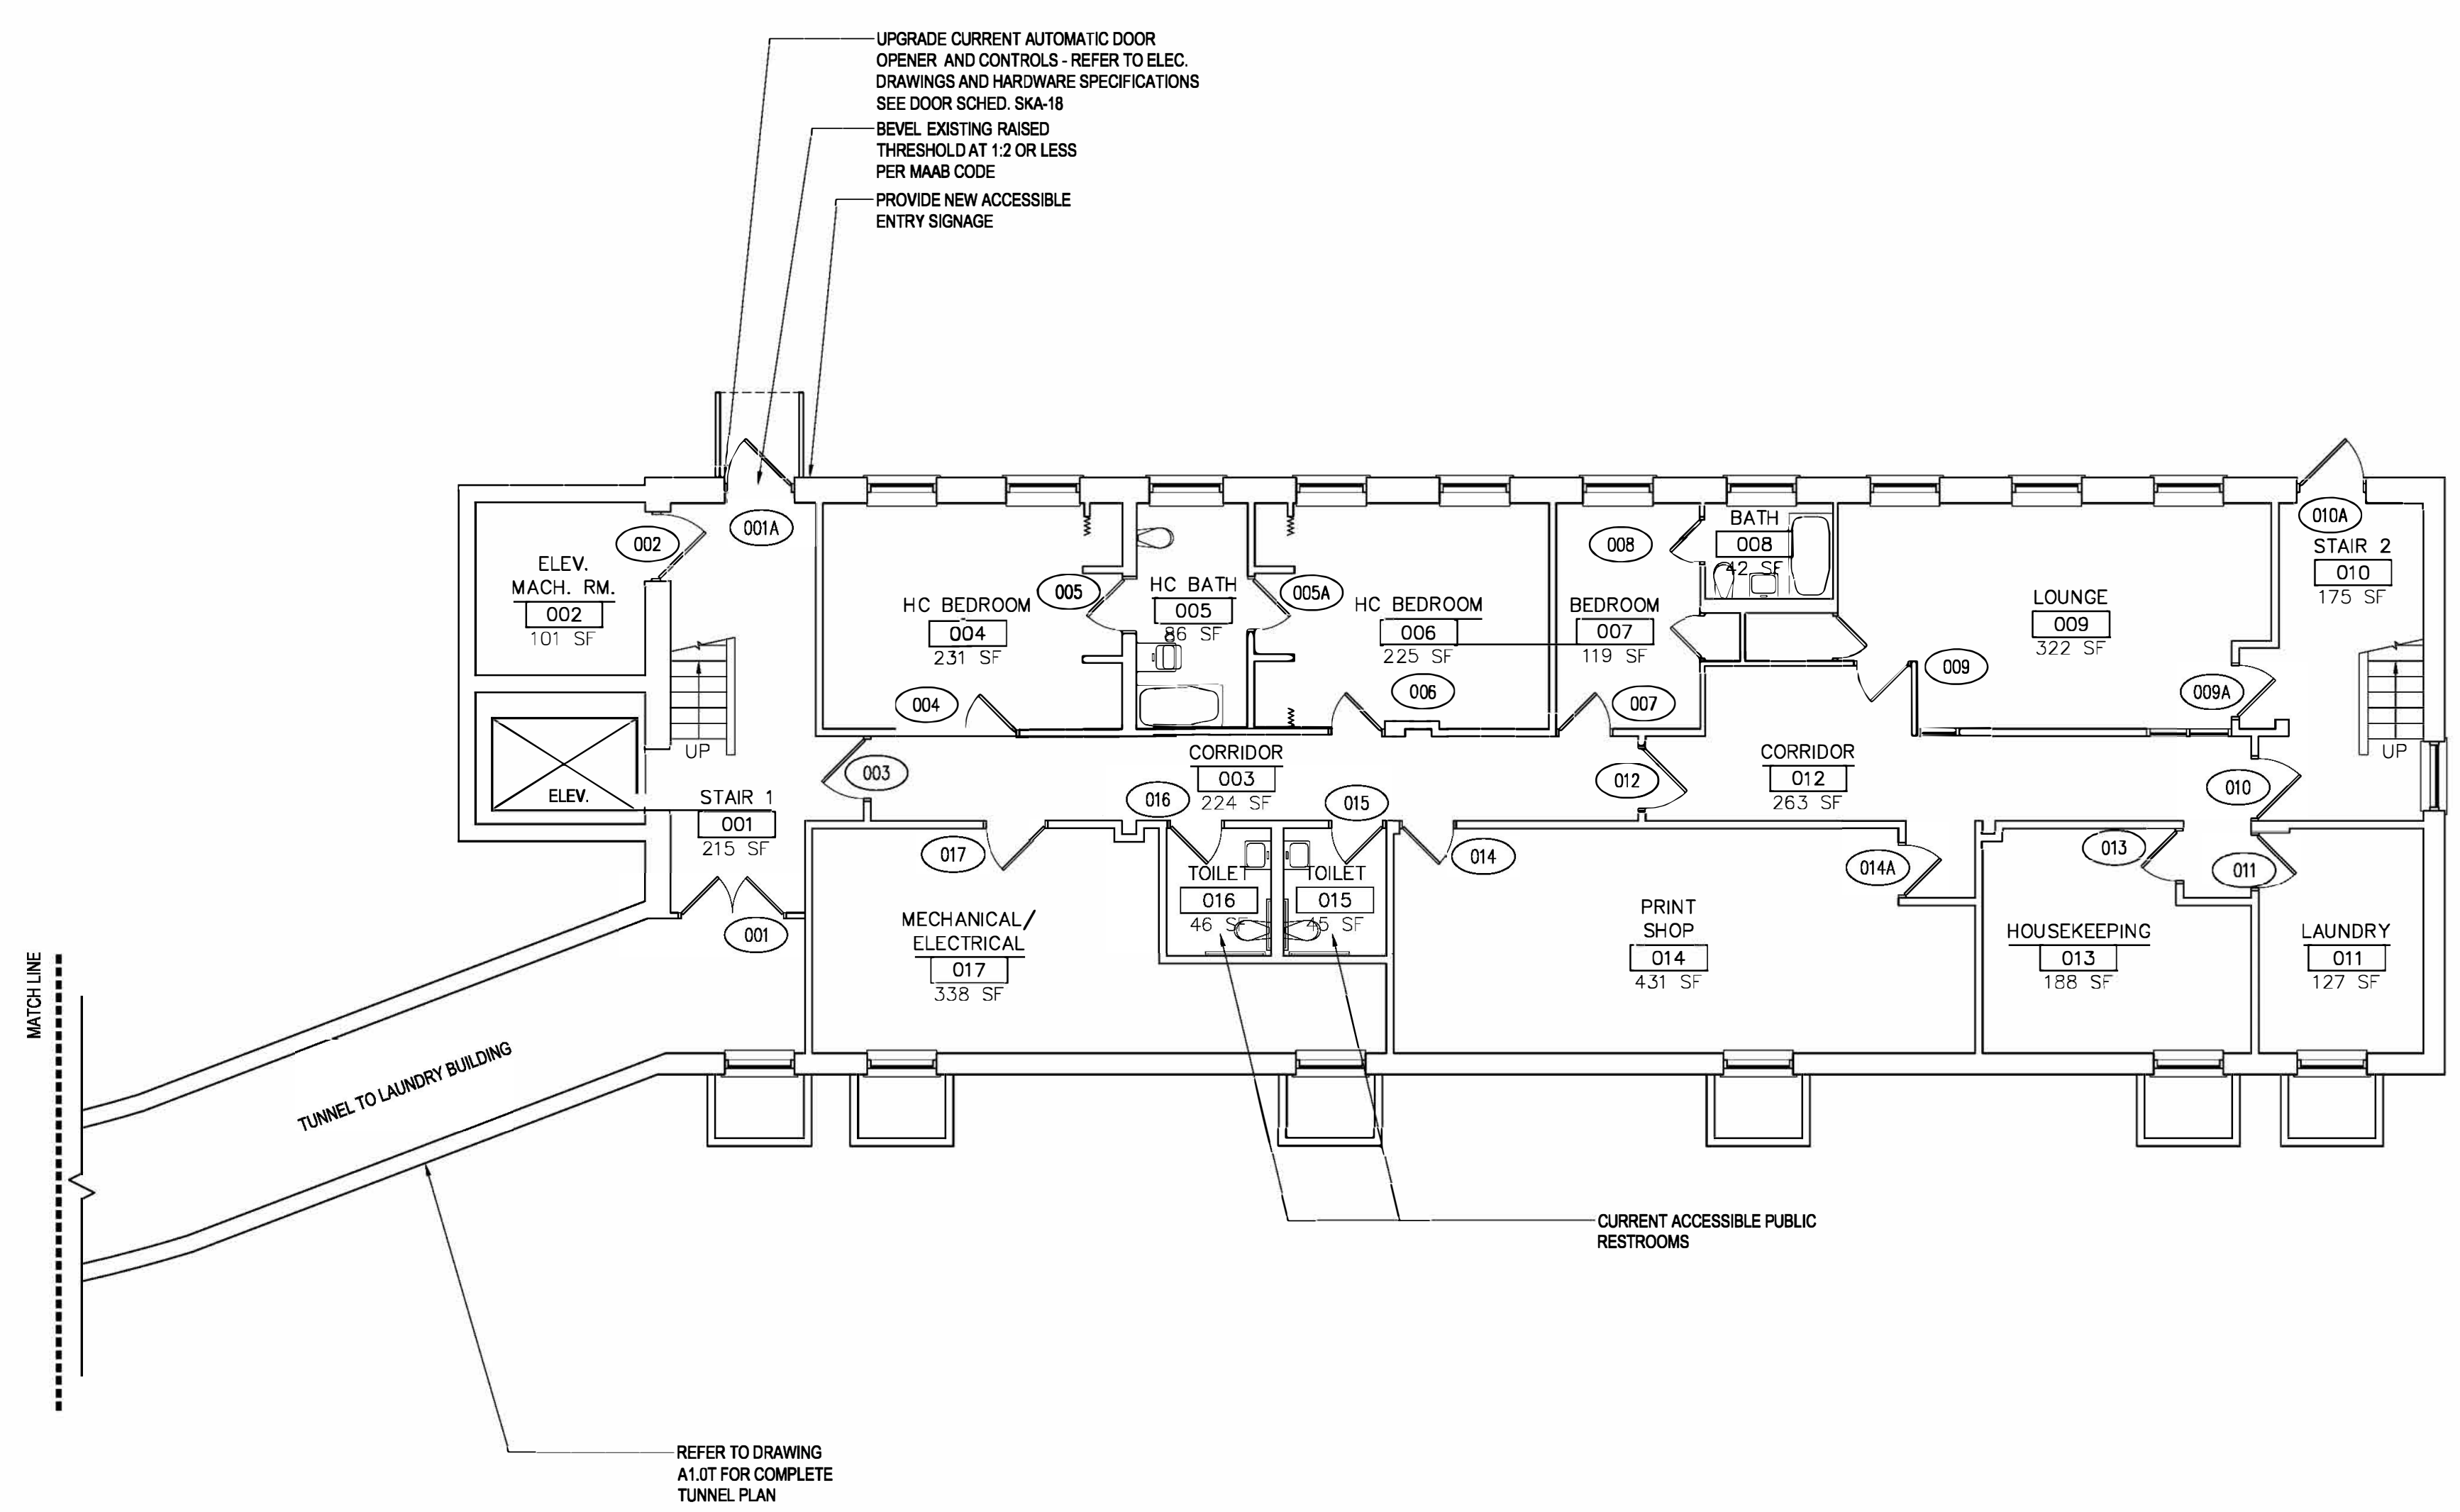 UPGRADE CURRENT AUTOMATIC DOOR
OPENER AND CONTROLS - REFER TO ELEC.
DRAWINGS AND HARDWARE SPECIFICATIONS
SEE DOOR SCHED. SKA-18
BEVEL EXISTING RAISED
THRESHOLD AT 1:2 OR LESS
PER MAAB CODE
PROVIDE NEW ACCESSIBLE
ENTRY SIGNAGE
001A
002
ELEV.
MACH. RM.
002
101 SF
UP
ELEV.
STAIR 1
001
215 SF
001
003
HC BEDROOM
004
231 SF
004
005
HC BATH
005
86 SF
005A
HC BEDROOM
006
225 SF
006
008
BEDROOM
007
119 SF
007
BATH
008
42 SF
LOUNGE
009
322 SF
009
009A
010A
STAIR 2
010
175 SF
UP
CORRIDOR
003
224 SF
016
015
012
CORRIDOR
012
263 SF
010
017
MECHANICAL/
ELECTRICAL
017
338 SF
TOILET
016
46 SF
TOILET
015
45 SF
014
PRINT
SHOP
014
431 SF
014A
013
HOUSEKEEPING
013
188 SF
011
LAUNDRY
011
127 SF
MATCH LINE
TUNNEL TO LAUNDRY BUILDING
CURRENT ACCESSIBLE PUBLIC
RESTROOMS
REFER TO DRAWING
A1.0T FOR COMPLETE
TUNNEL PLAN